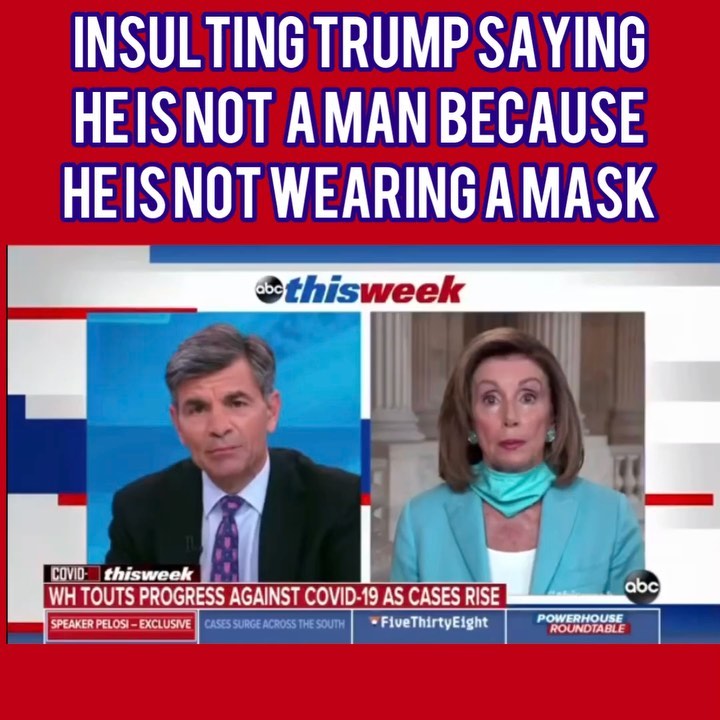 INSULTING TRUMP SAYING
HE IS NOT A MAN BECAUSE
HE IS NOT WEARING A MASK
abc thisweek
COVID- thisweek
WH TOUTS PROGRESS AGAINST COVID-19 AS CASES RISE
abc
SPEAKER PELOSI – EXCLUSIVE
CASES SURGE ACROSS THE SOUTH
FiveThirtyEight
POWERHOUSE
ROUNDTABLE